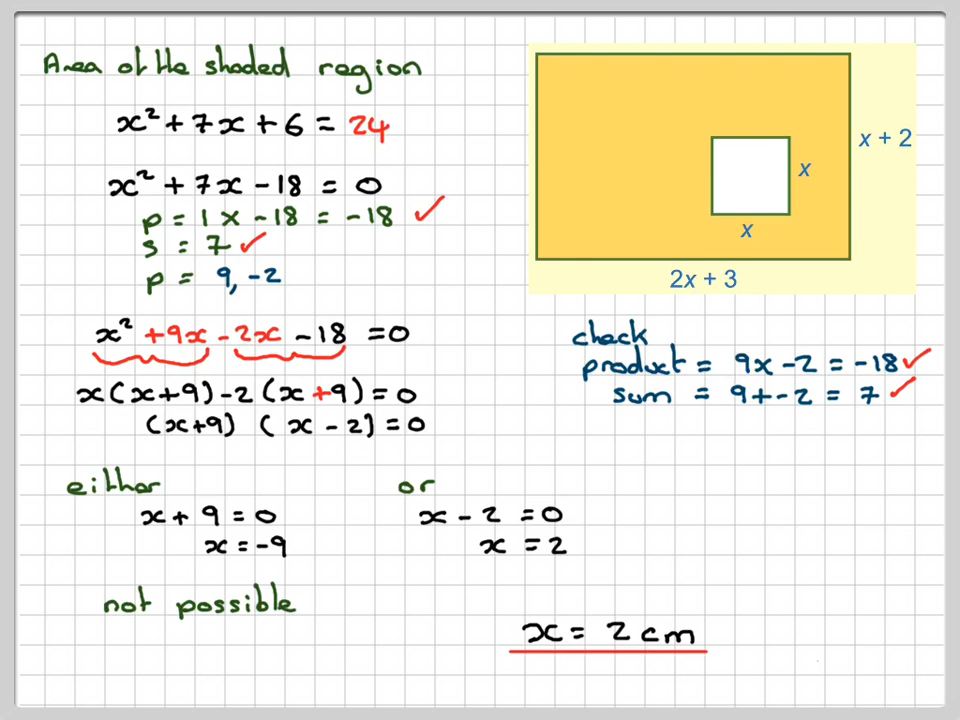 Area of the shaded region
x² + 7x + 6 = 24
x² + 7x - 18 = 0
p = 1 x - 18 = - 18 ✓
s = 7 ✓
p = 9, -2
x² + 9x - 2x - 18 = 0
x(x+9) - 2(x+9) = 0
(x+9) (x - 2) = 0
either
x + 9 = 0
x = -9
not possible
or
x - 2 = 0
x = 2
x = 2 cm
x + 2
x
x
2x + 3
check
product = 9x - 2 = -18 ✓
sum = 9 + - 2 = 7 ✓